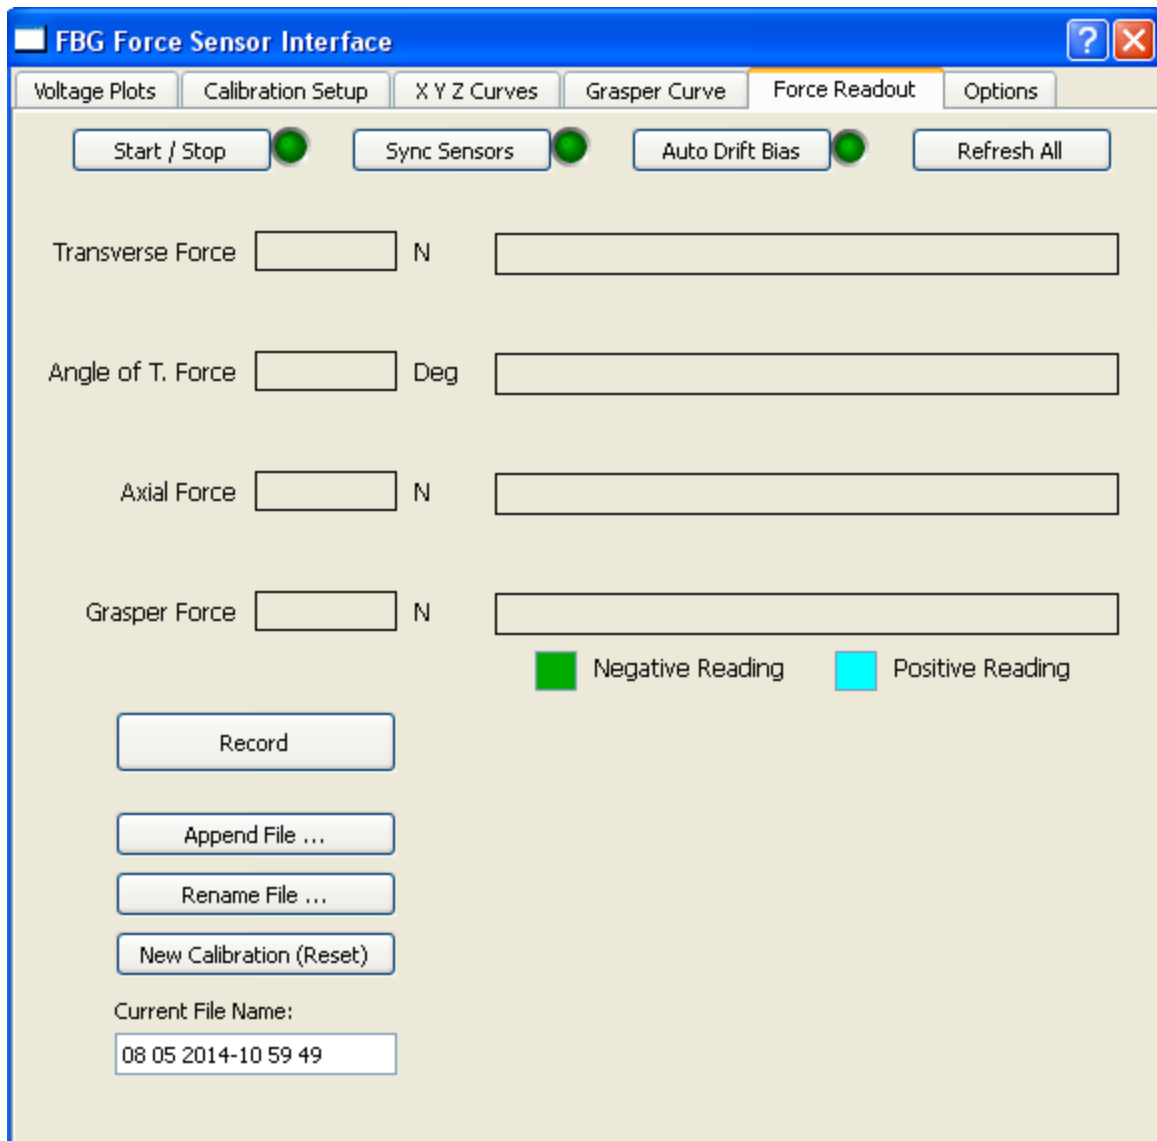 FBG Force Sensor Interface
Voltage Plots Calibration Setup X Y Z Curves Grasper Curve Force Readout Options
Start / Stop Sync Sensors Auto Drift Bias Refresh All
Transverse Force N
Angle of T. Force Deg
Axial Force N
Grasper Force N
Negative Reading Positive Reading
Record
Append File ...
Rename File ...
New Calibration (Reset)
Current File Name:
08 05 2014-10 59 49